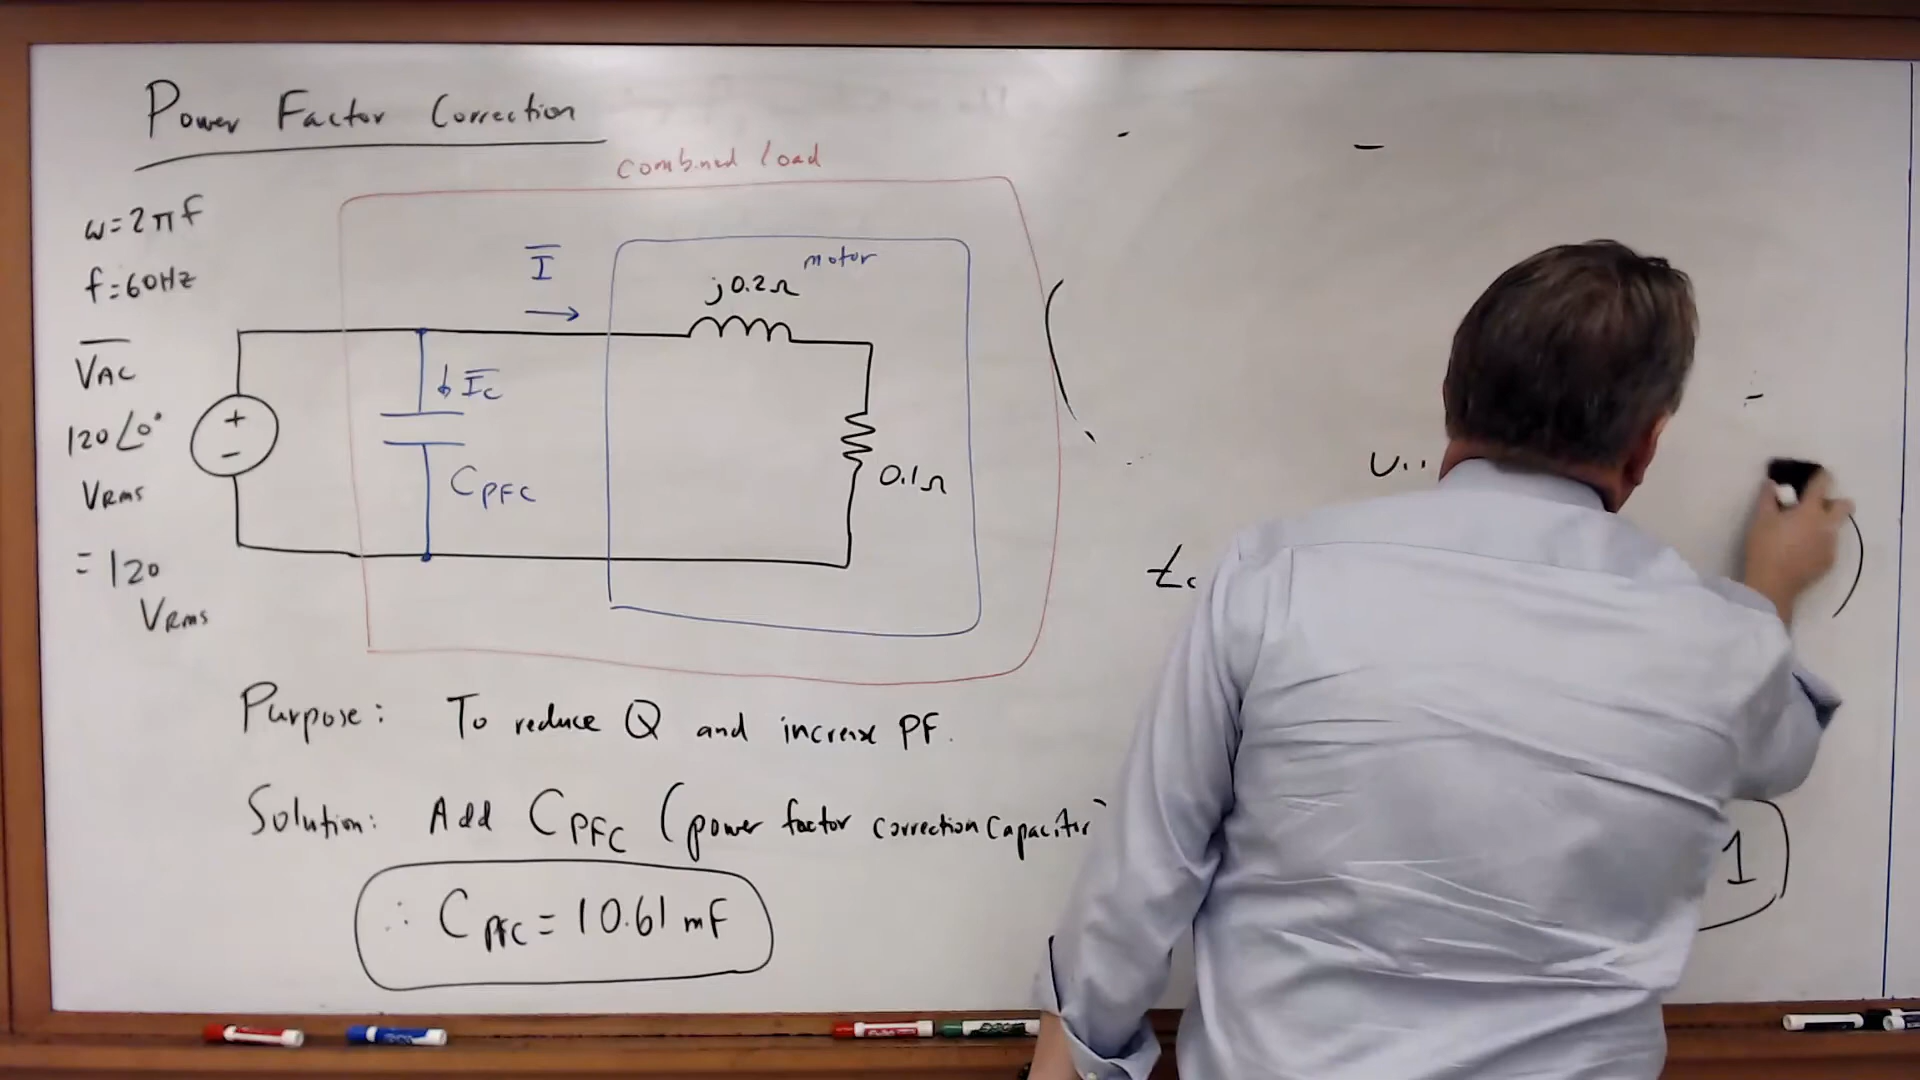 Power Factor Correction
combined load
ω=2πf
f=60Hz
VAC
120∠0°
VRMS
=120
VRMS
I
motor
j0.2Ω
IC
CPFC
0.1Ω
+
-
Purpose: To reduce Q and increase PF.
Solution: Add CPFC (power factor correction capacitor)
∴ CPFC = 10.61 mF
1